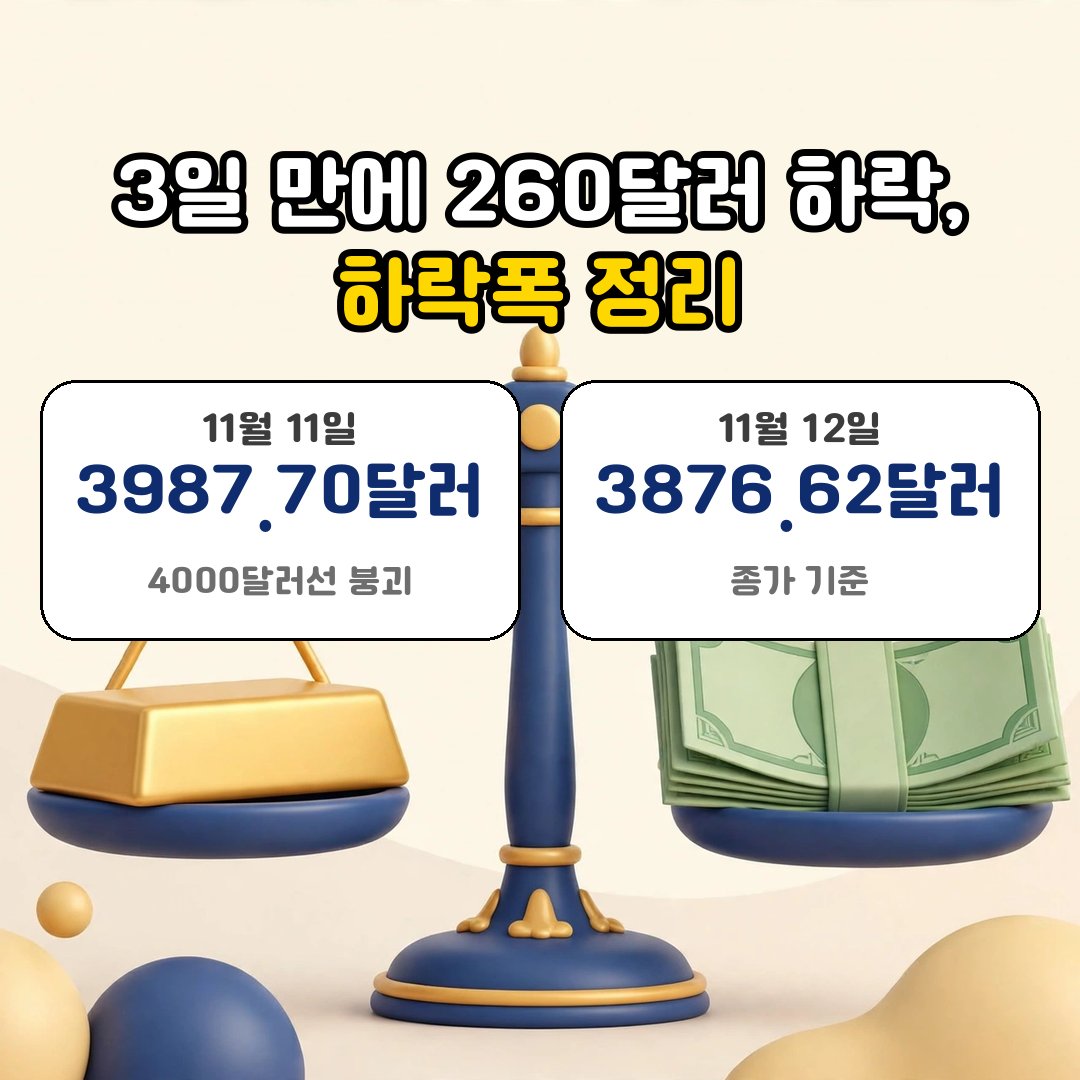 3일 만에 260달러 하락,
하락폭 정리
11월 11일
3987.70달러
4000달러선 붕괴
11월 12일
3876.62달러
종가 기준